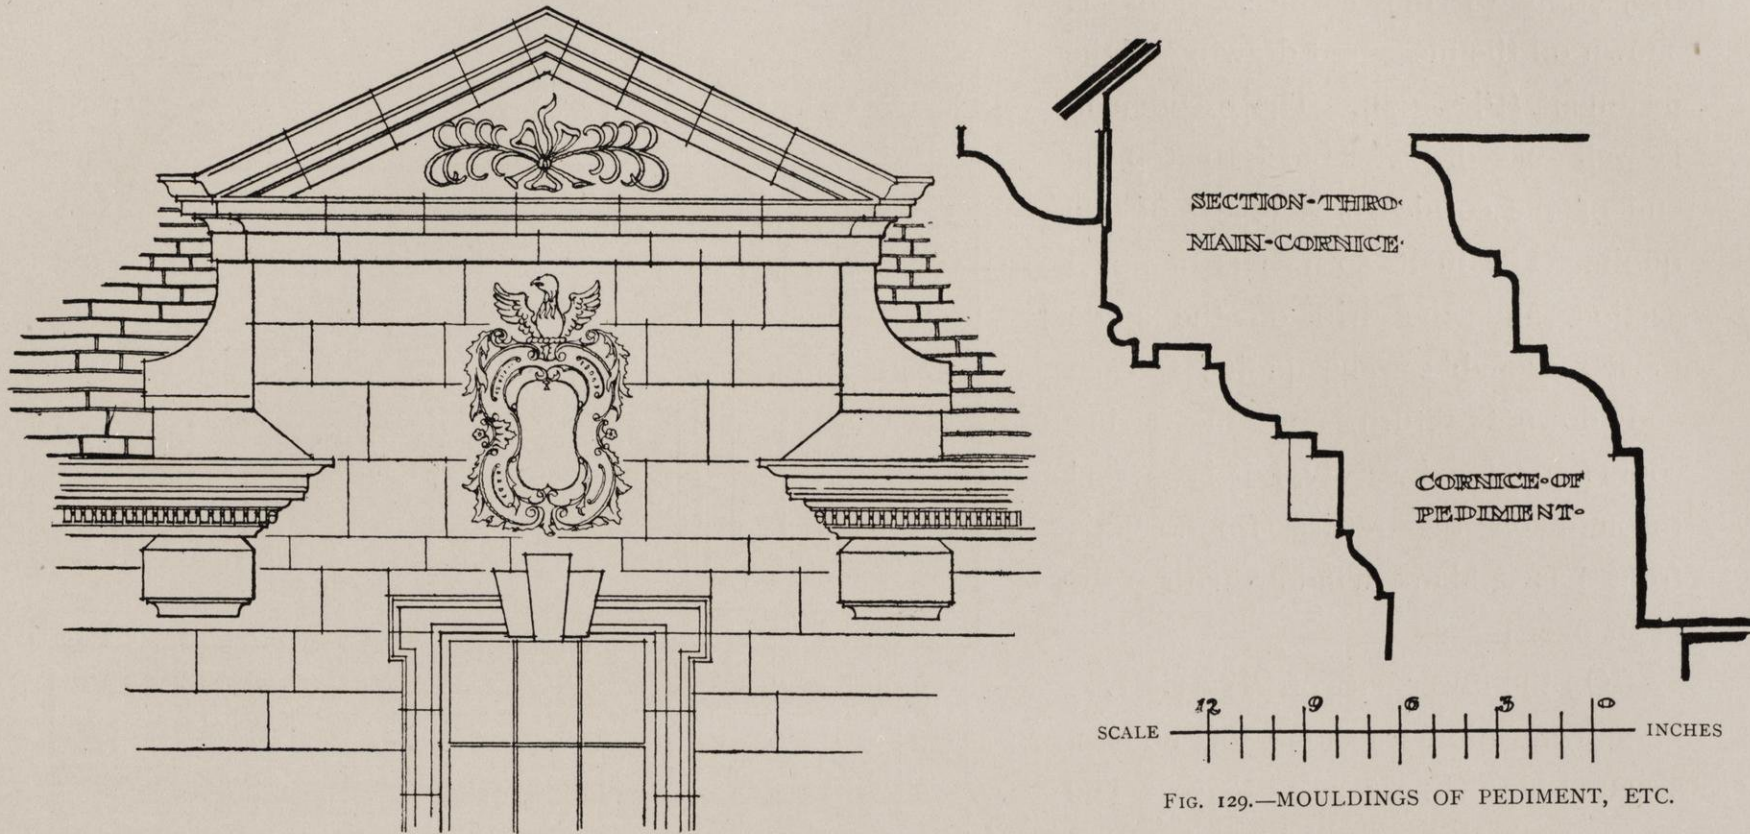 SECTION-THRO·
MAIN-CORNICE·
CORNICE·OF
PEDIMENT·
12 9 6 3 0
SCALE INCHES
FIG. 129.—MOULDINGS OF PEDIMENT, ETC.